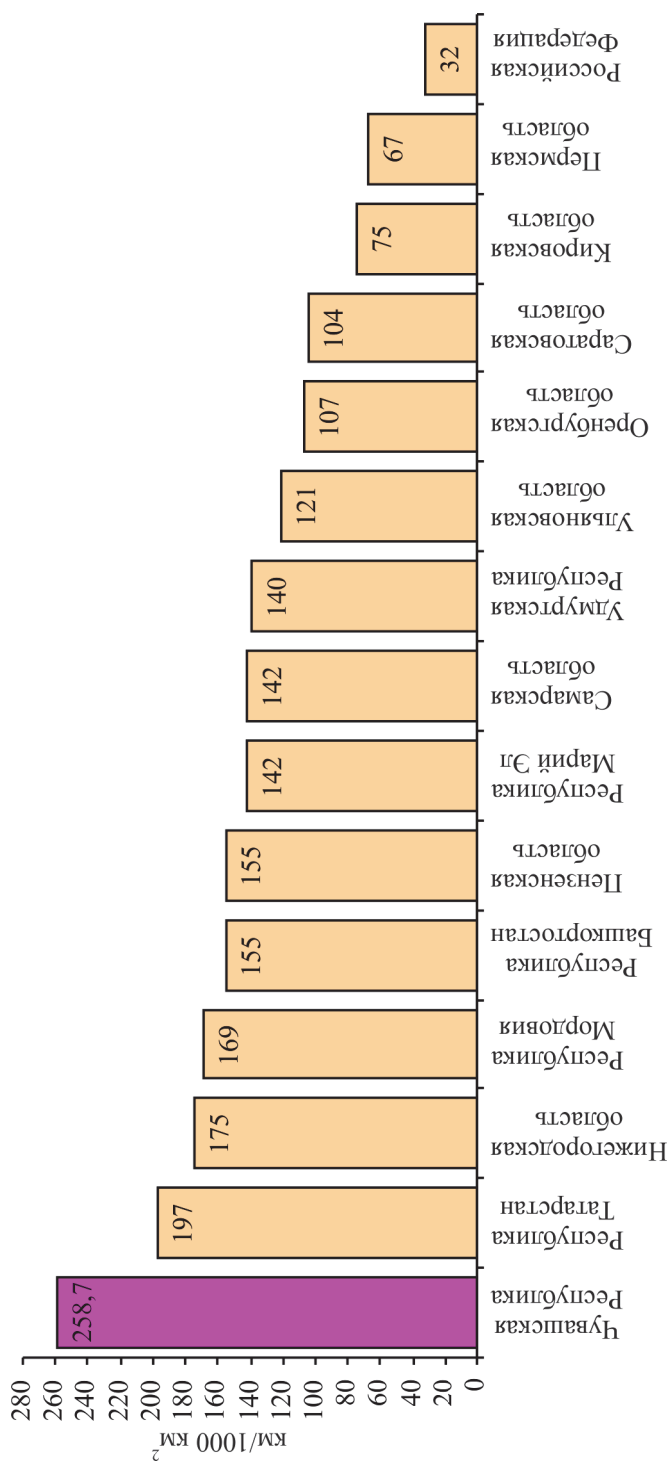 км/1000 км²
280
260
240
220
200
180
160
140
120
100
80
60
40
20
0
258,7
197
175
169
155
155
142
142
140
121
107
104
75
67
32
Чувашская
Республика
Республика
Татарстан
Нижегородская
область
Республика
Мордовия
Республика
Башкортостан
Пензенская
область
Республика
Марий Эл
Самарская
область
Удмуртская
Республика
Ульяновская
область
Оренбургская
область
Саратовская
область
Кировская
область
Пермская
область
Российская
Федерация